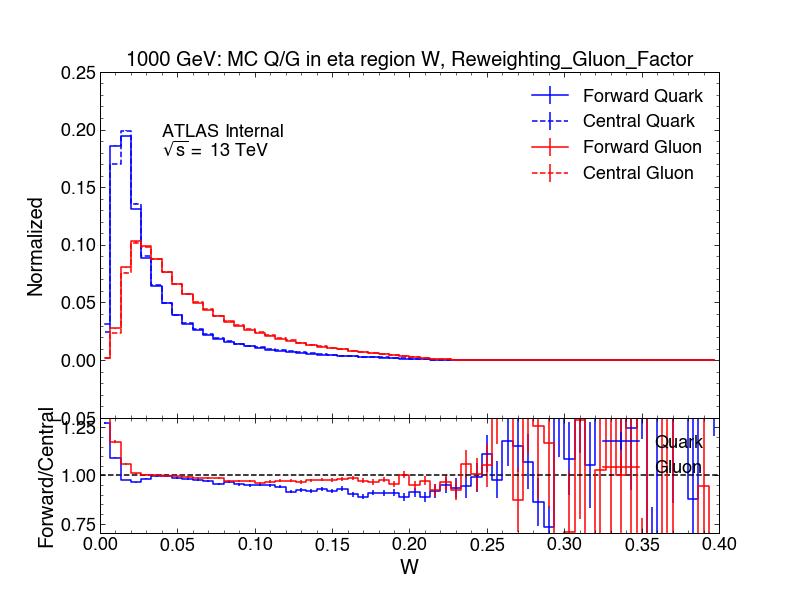 1000 GeV: MC Q/G in eta region W, Reweighting_Gluon_Factor
0.25
0.20
0.15
0.10
0.05
0.00
Normalized
ATLAS Internal
√s = 13 TeV
Forward Quark
Central Quark
Forward Gluon
Central Gluon
0.05
1.25
1.00
0.75
Forward/Central
Quark
Gluon
0.00 0.05 0.10 0.15 0.20 0.25 0.30 0.35 0.40
W